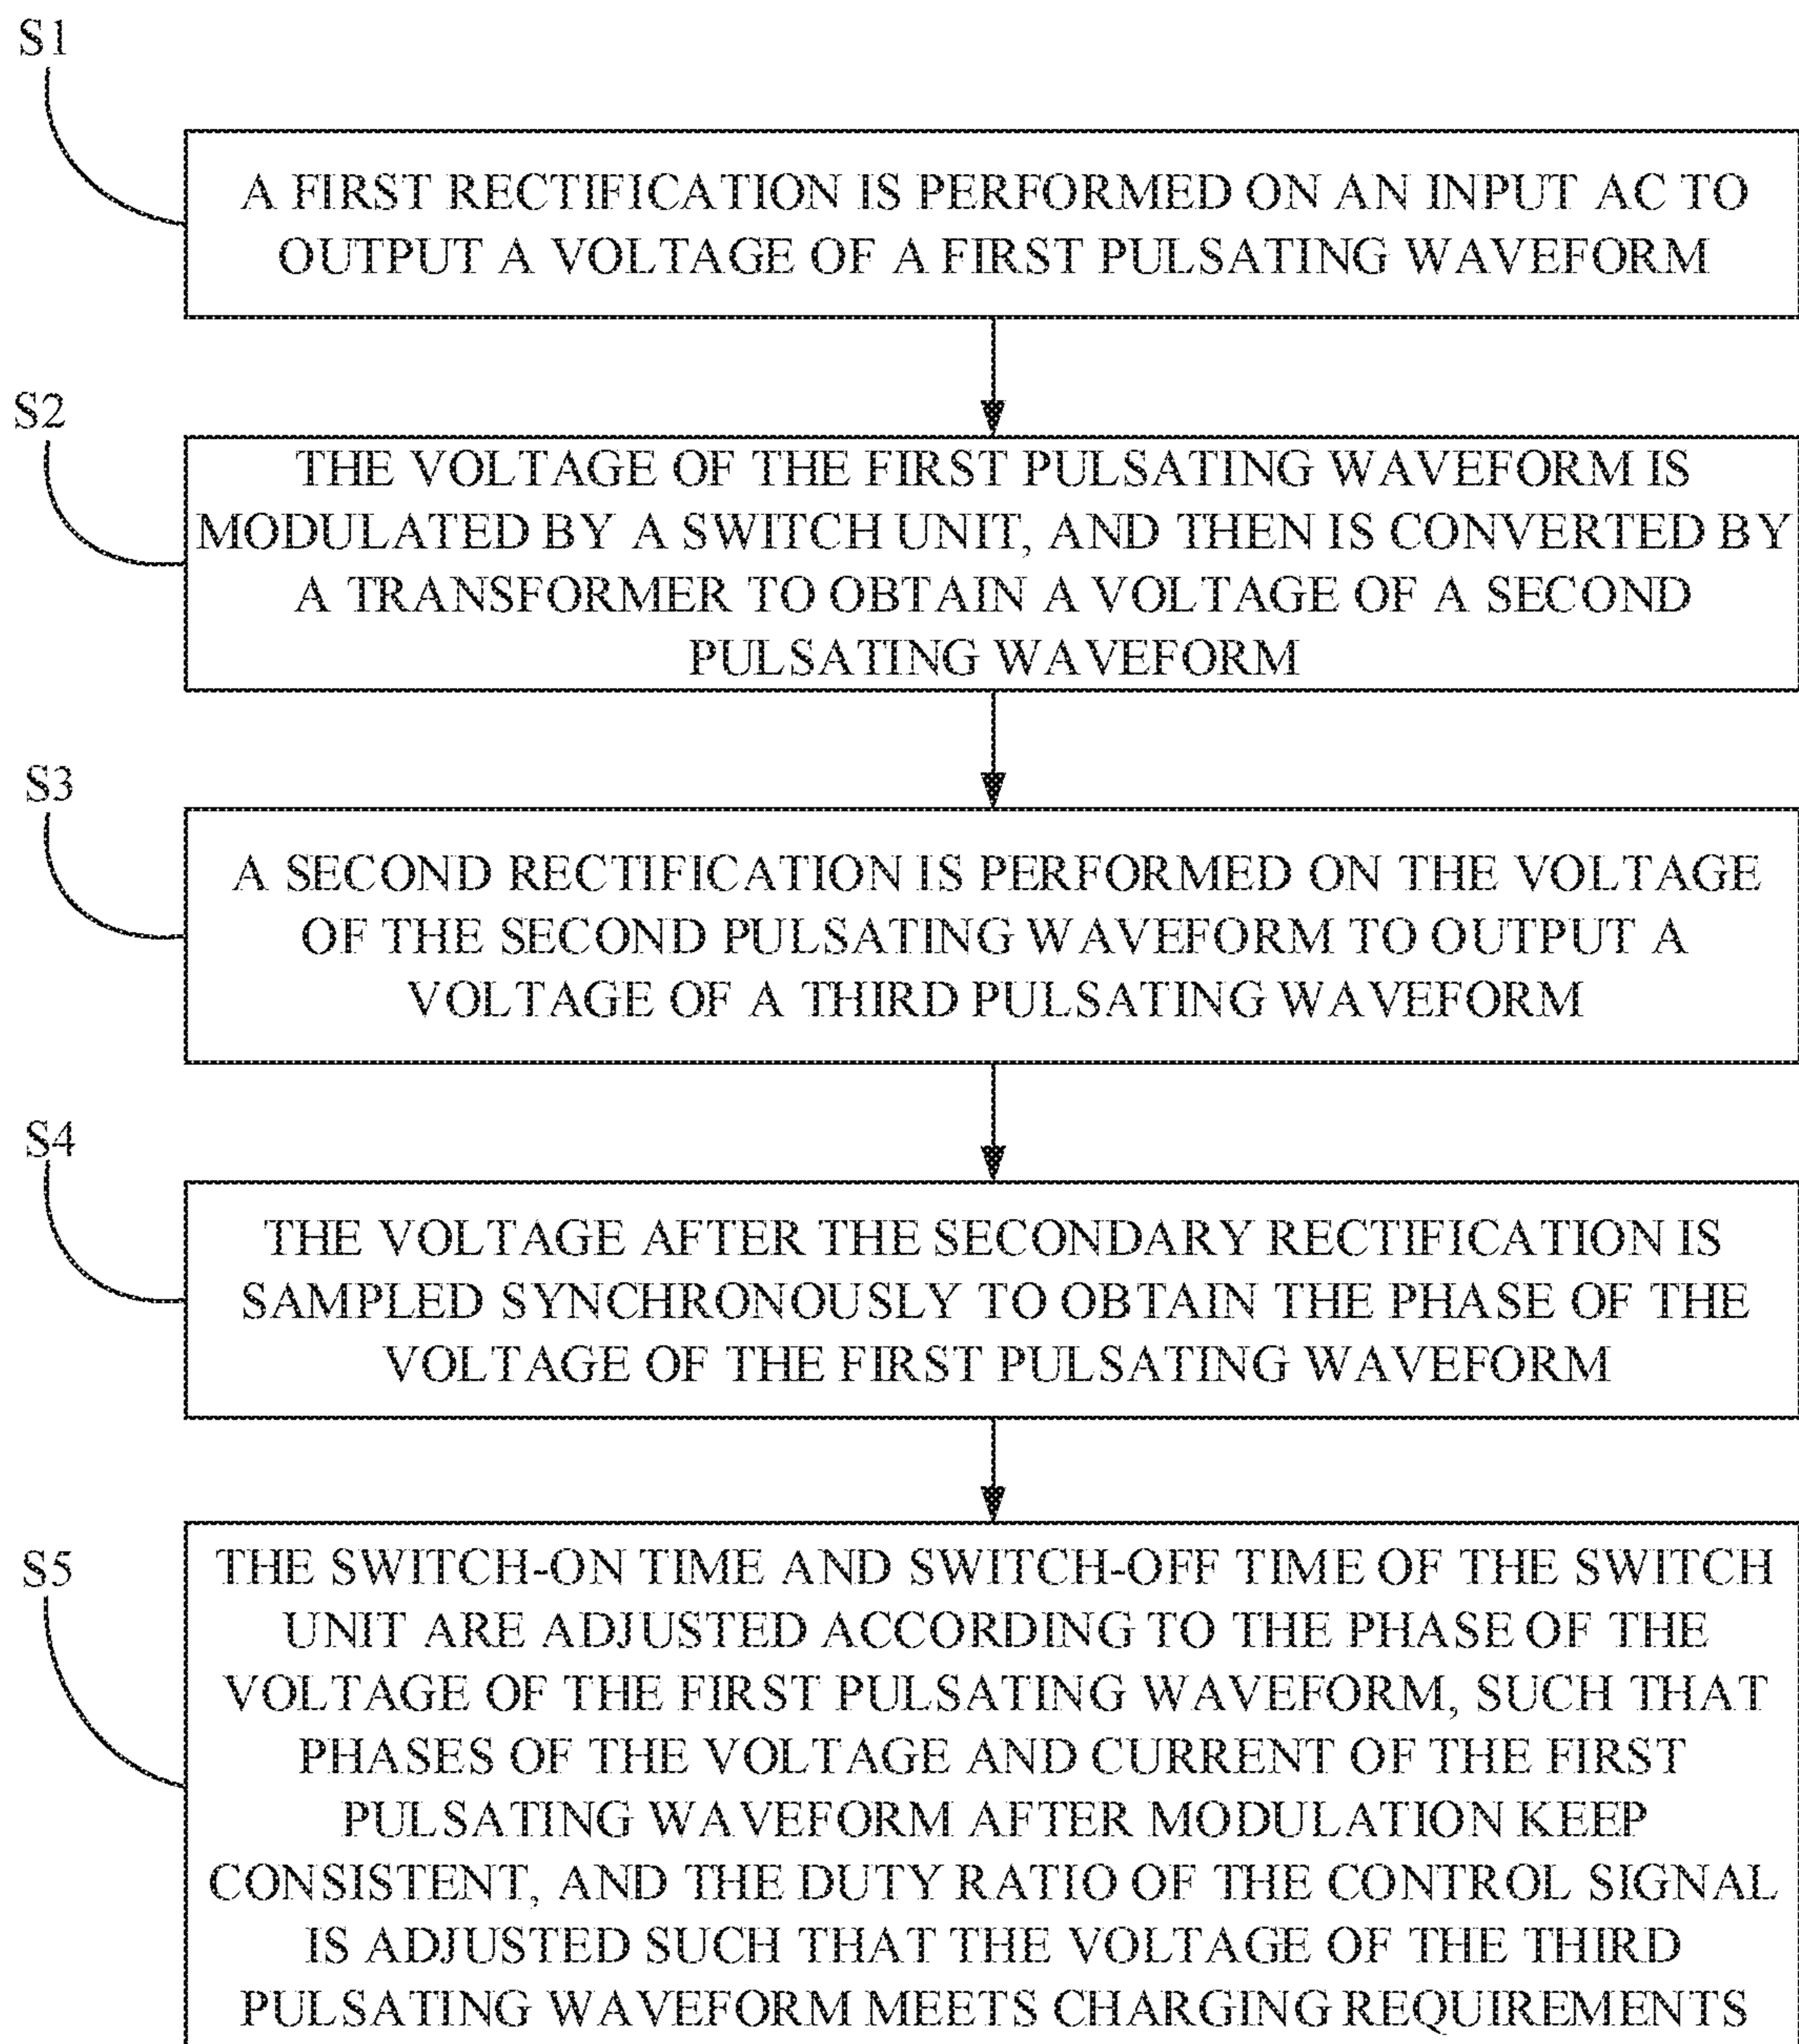 S1
A FIRST RECTIFICATION IS PERFORMED ON AN INPUT AC TO
OUTPUT A VOLTAGE OF A FIRST PULSATING WAVEFORM
S2
THE VOLTAGE OF THE FIRST PULSATING WAVEFORM IS
MODULATED BY A SWITCH UNIT, AND THEN IS CONVERTED BY
A TRANSFORMER TO OBTAIN A VOLTAGE OF A SECOND
PULSATING WAVEFORM
S3
A SECOND RECTIFICATION IS PERFORMED ON THE VOLTAGE
OF THE SECOND PULSATING WAVEFORM TO OUTPUT A
VOLTAGE OF A THIRD PULSATING WAVEFORM
S4
THE VOLTAGE AFTER THE SECONDARY RECTIFICATION IS
SAMPLED SYNCHRONOUSLY TO OBTAIN THE PHASE OF THE
VOLTAGE OF THE FIRST PULSATING WAVEFORM
S5
THE SWITCH-ON TIME AND SWITCH-OFF TIME OF THE SWITCH
UNIT ARE ADJUSTED ACCORDING TO THE PHASE OF THE
VOLTAGE OF THE FIRST PULSATING WAVEFORM, SUCH THAT
PHASES OF THE VOLTAGE AND CURRENT OF THE FIRST
PULSATING WAVEFORM AFTER MODULATION KEEP
CONSISTENT, AND THE DUTY RATIO OF THE CONTROL SIGNAL
IS ADJUSTED SUCH THAT THE VOLTAGE OF THE THIRD
PULSATING WAVEFORM MEETS CHARGING REQUIREMENTS